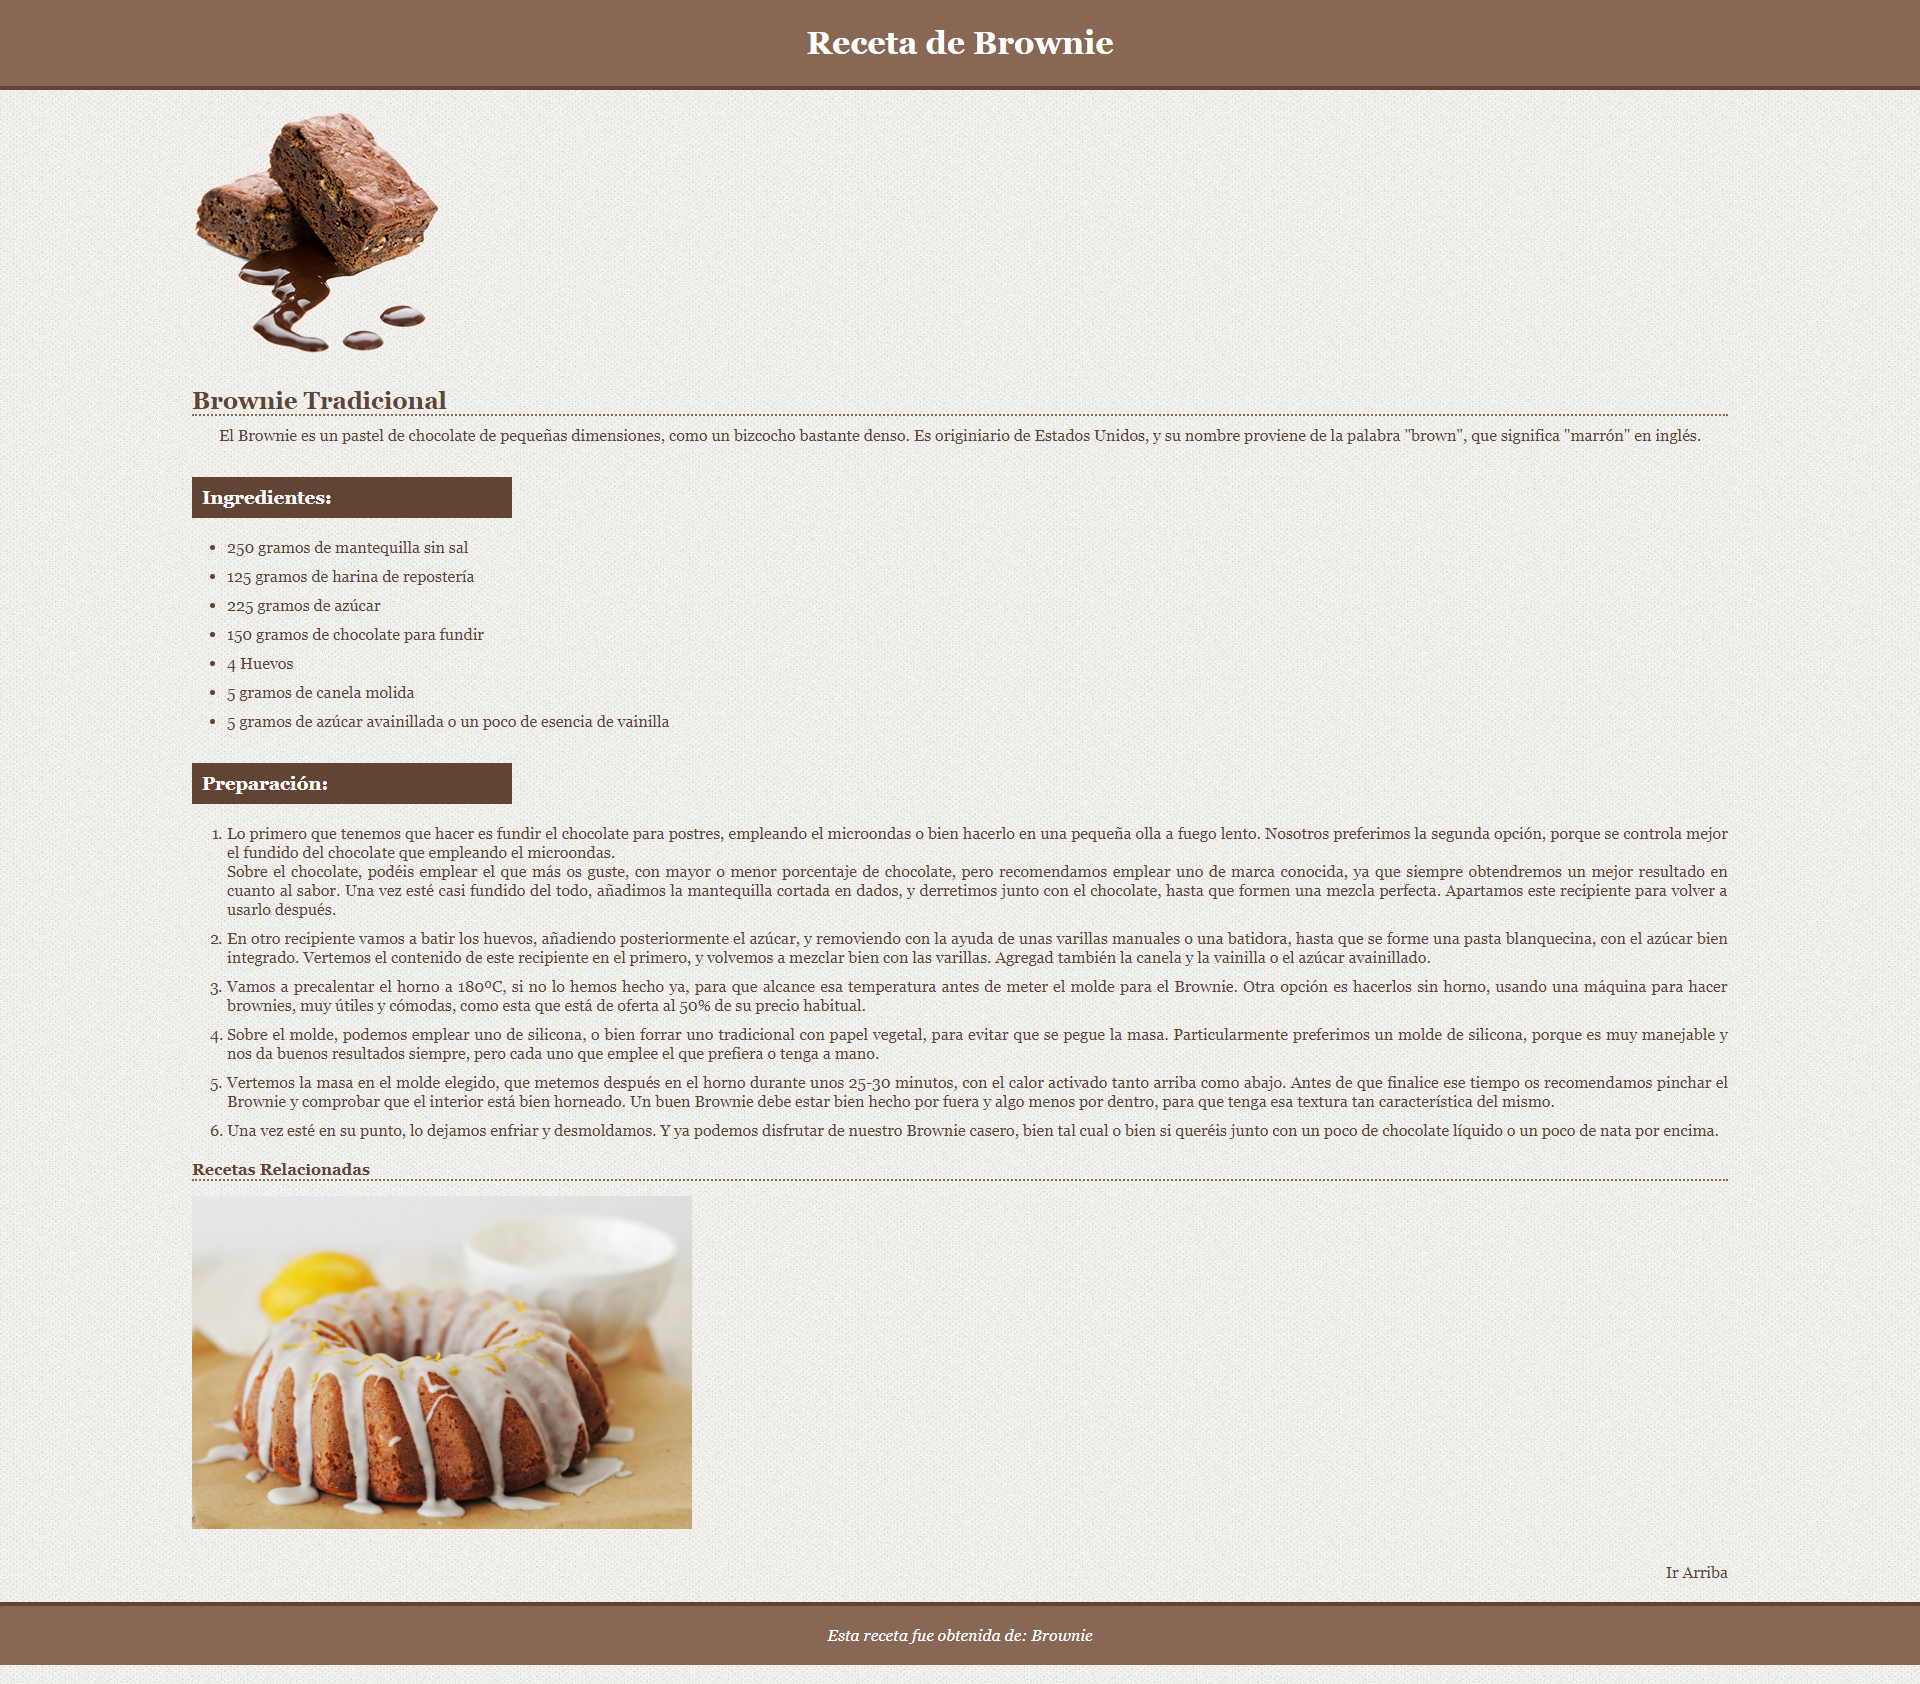 Receta de Brownie
Brownie Tradicional
El Brownie es un pastel de chocolate de pequeñas dimensiones, como un bizcocho bastante denso. Es originiario de Estados Unidos, y su nombre proviene de la palabra "brown", que significa "marrón" en inglés.
Ingredientes:
• 250 gramos de mantequilla sin sal
• 125 gramos de harina de repostería
• 225 gramos de azúcar
• 150 gramos de chocolate para fundir
• 4 Huevos
• 5 gramos de canela molida
• 5 gramos de azúcar avainillada o un poco de esencia de vainilla
Preparación:
1. Lo primero que tenemos que hacer es fundir el chocolate para postres, empleando el microondas o bien hacerlo en una pequeña olla a fuego lento. Nosotros preferimos la segunda opción, porque se controla mejor
el fundido del chocolate que empleando el microondas.
Sobre el chocolate, podéis emplear el que más os guste, con mayor o menor porcentaje de chocolate, pero recomendamos emplear uno de marca conocida, ya que siempre obtendremos un mejor resultado en
cuanto al sabor. Una vez esté casi fundido del todo, añadimos la mantequilla cortada en dados, y derretimos junto con el chocolate, hasta que formen una mezcla perfecta. Apartamos este recipiente para volver a
usarlo después.
2. En otro recipiente vamos a batir los huevos, añadiendo posteriormente el azúcar, y removiendo con la ayuda de unas varillas manuales o una batidora, hasta que se forme una pasta blanquecina, con el azúcar bien
integrado. Vertemos el contenido de este recipiente en el primero, y volvemos a mezclar bien con las varillas. Agregad también la canela y la vainilla o el azúcar avainillado.
3. Vamos a precalentar el horno a 180ºC, si no lo hemos hecho ya, para que alcance esa temperatura antes de meter el molde para el Brownie. Otra opción es hacerlos sin horno, usando una máquina para hacer
brownies, muy útiles y cómodas, como esta que está de oferta al 50% de su precio habitual.
4. Sobre el molde, podemos emplear uno de silicona, o bien forrar uno tradicional con papel vegetal, para evitar que se pegue la masa. Particularmente preferimos un molde de silicona, porque es muy manejable y
nos da buenos resultados siempre, pero cada uno que emplee el que prefiera o tenga a mano.
5. Vertemos la masa en el molde elegido, que metemos después en el horno durante unos 25-30 minutos, con el calor activado tanto arriba como abajo. Antes de que finalice ese tiempo os recomendamos pinchar el
Brownie y comprobar que el interior está bien horneado. Un buen Brownie debe estar bien hecho por fuera y algo menos por dentro, para que tenga esa textura tan característica del mismo.
6. Una vez esté en su punto, lo dejamos enfriar y desmoldamos. Y ya podemos disfrutar de nuestro Brownie casero, bien tal cual o bien si queréis junto con un poco de chocolate líquido o un poco de nata por encima.
Recetas Relacionadas
Ir Arriba
Esta receta fue obtenida de: Brownie